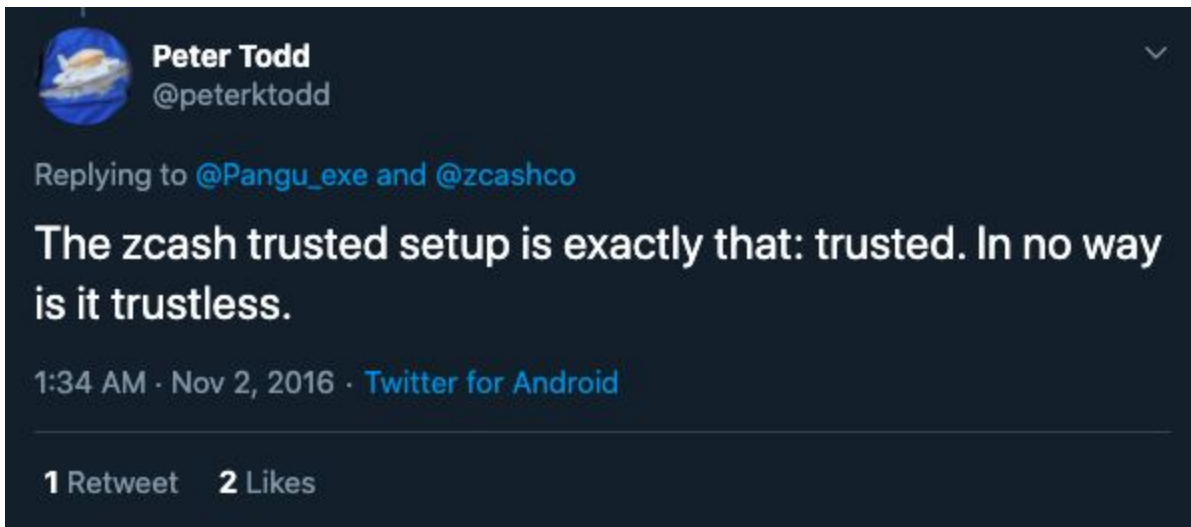 Peter Todd
@peterktodd
Replying to @Pangu_exe and @zcashco
The zcash trusted setup is exactly that: trusted. In no way
is it trustless.
1:34 AM · Nov 2, 2016 · Twitter for Android
1 Retweet 2 Likes